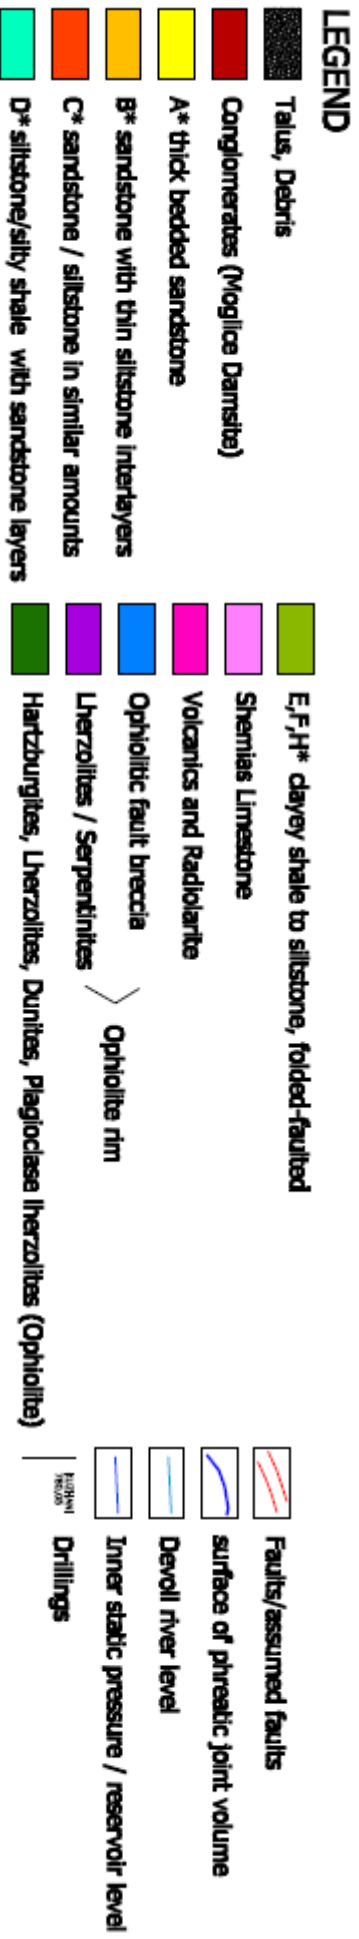 LEGEND
Talus, Debris
Conglomerates (Moglice Damsite)
A* thick bedded sandstone
B* sandstone with thin siltstone interlayers
C* sandstone / siltstone in similar amounts
D* siltstone/silty shale with sandstone layers
E,F,H* clayey shale to siltstone, folded-faulted
Shemias Limestone
Volcanics and Radiolarite
Ophiolitic fault breccia
Lherzolites / Serpentinites
Ophiolite rim
Hartzburgites, Lherzolites, Dunites, Plagioclase lherzolites (Ophiolite)
Faults/assumed faults
surface of phreatic joint volume
Devoll river level
Inner static pressure / reservoir level
Drillings